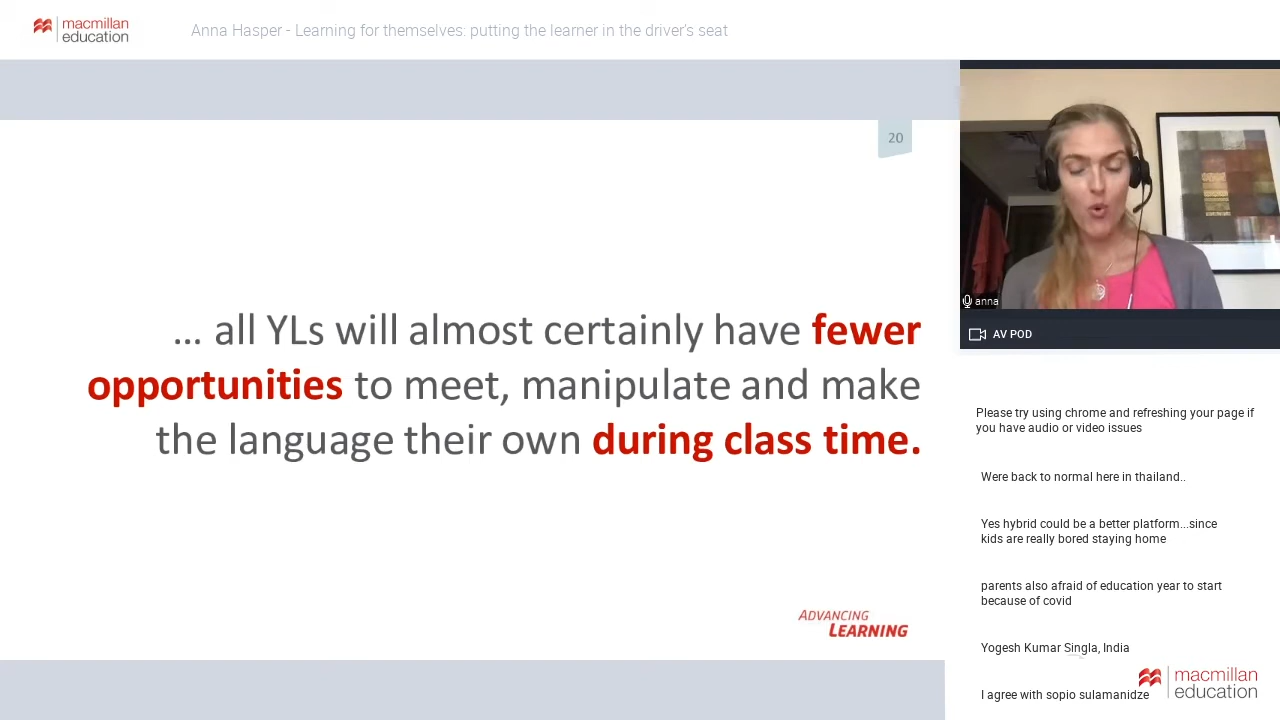 macmillan
education
Anna Hasper - Learning for themselves: putting the learner in the driver's seat
20
... all YLs will almost certainly have fewer
opportunities to meet, manipulate and make
the language their own during class time.
ADVANCING
LEARNING
anna
AV POD
Please try using chrome and refreshing your page if
you have audio or video issues
Were back to normal here in thailand..
Yes hybrid could be a better platform...since
kids are really bored staying home
parents also afraid of education year to start
because of covid
Yogesh Kumar Singla, India
I agree with sopio sulamanidze
macmillan
education